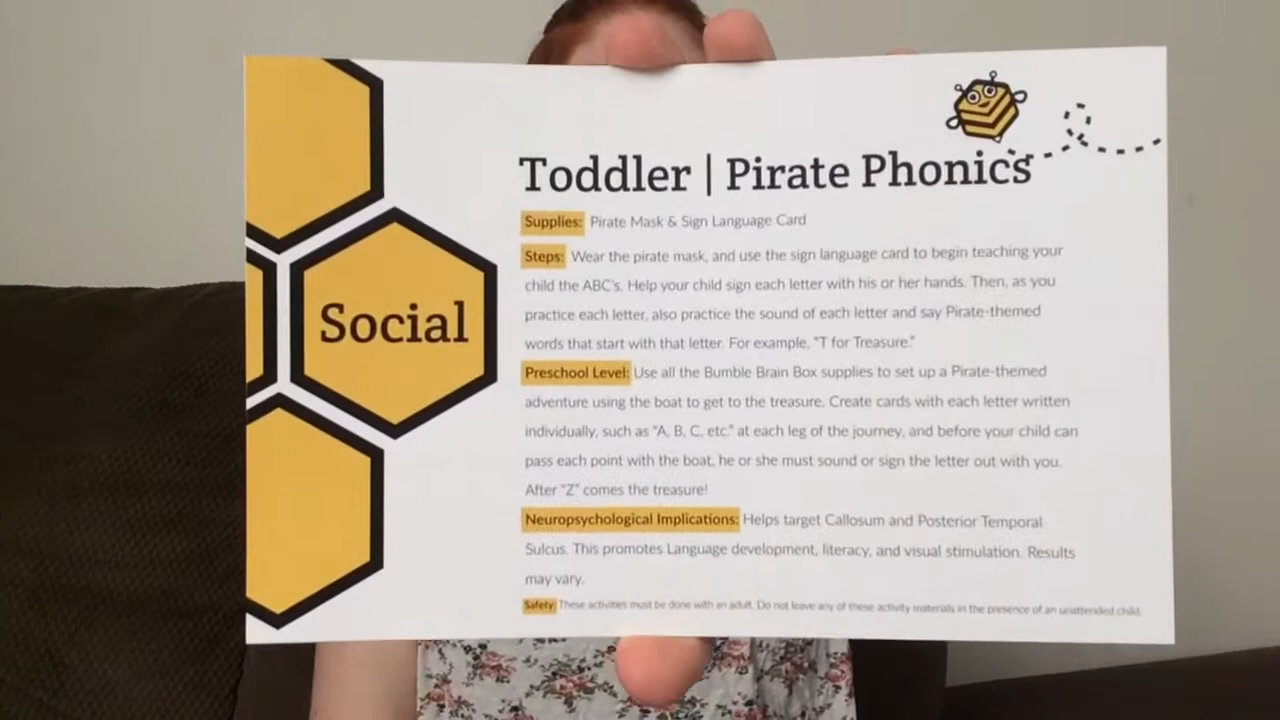 Toddler | Pirate Phonics
Social
Supplies: Pirate Mask & Sign Language Card
Steps: Wear the pirate mask, and use the sign language card to begin teaching your
child the ABC's. Help your child sign each letter with his or her hands. Then, as you
practice each letter, also practice the sound of each letter and say Pirate-themed
words that start with that letter. For example, "T for Treasure."
Preschool Level: Use all the Bumble Brain Box supplies to set up a Pirate-themed
adventure using the boat to get to the treasure. Create cards with each letter written
individually, such as "A, B, C, etc." at each leg of the journey, and before your child can
pass each point with the boat, he or she must sound or sign the letter out with you.
After "Z" comes the treasure!
Neuropsychological Implications: Helps target Callosum and Posterior Temporal
Sulcus. This promotes Language development, literacy, and visual stimulation. Results
may vary.
Safety: These activities must be done with an adult. Do not leave any of these activity materials in the presence of an unattended child.